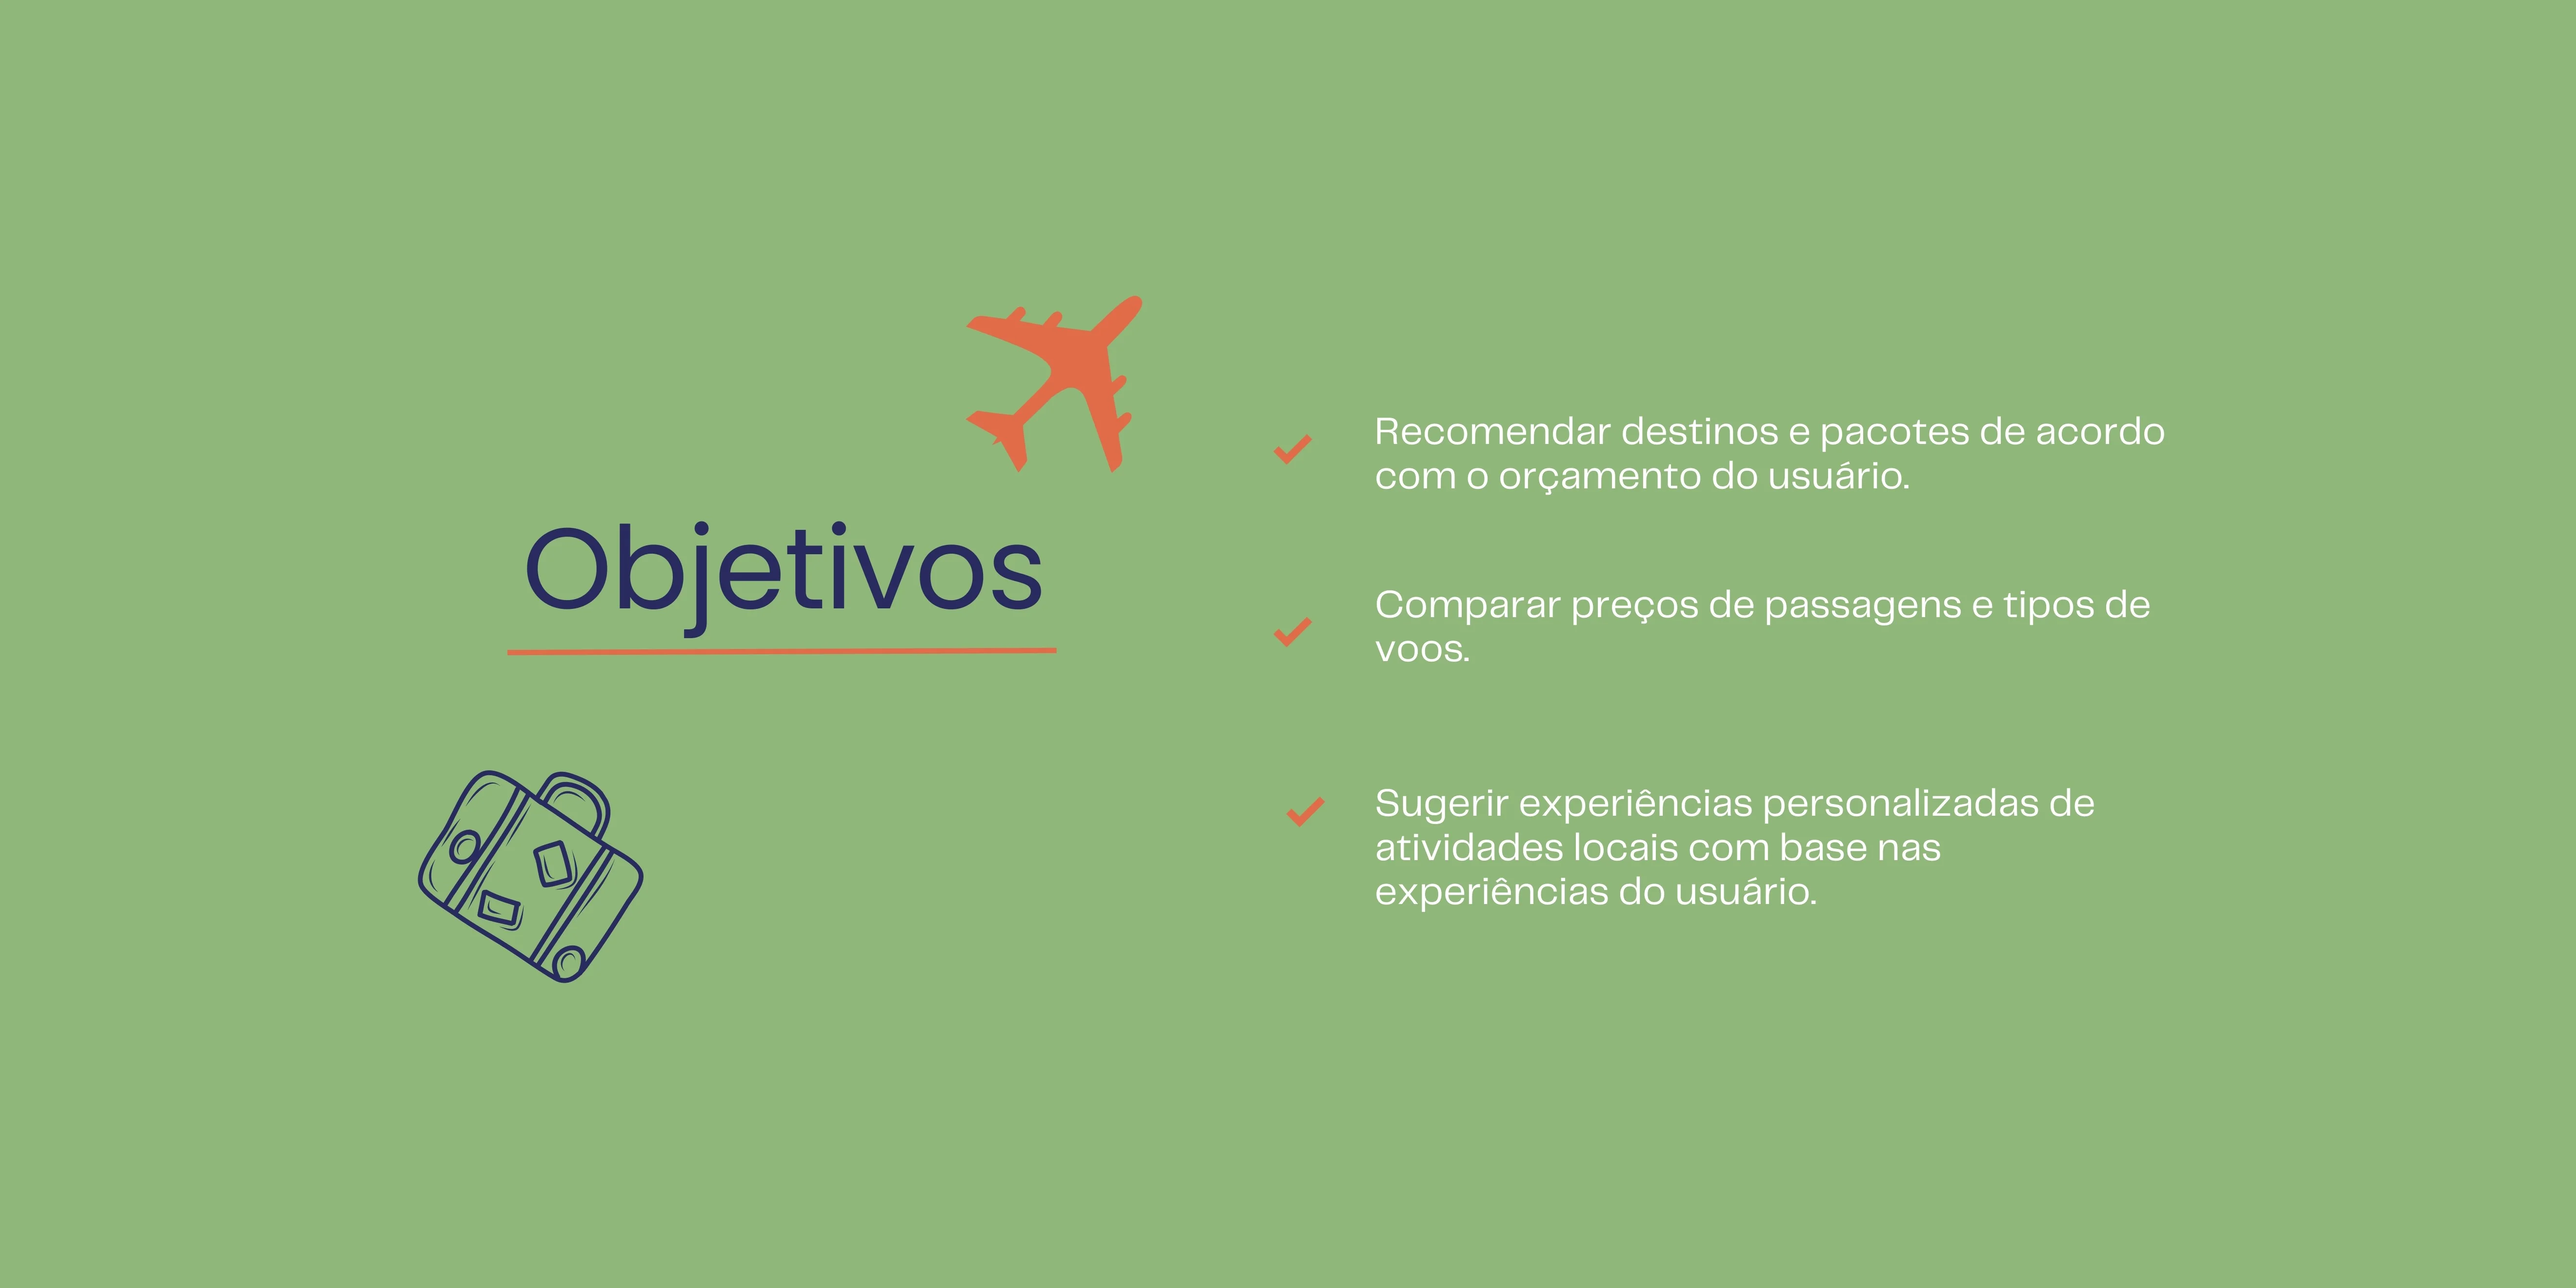 Objetivos
Recomendar destinos e pacotes de acordo
com o orçamento do usuário.
Comparar preços de passagens e tipos de
voos.
Sugerir experiências personalizadas de
atividades locais com base nas
experiências do usuário.